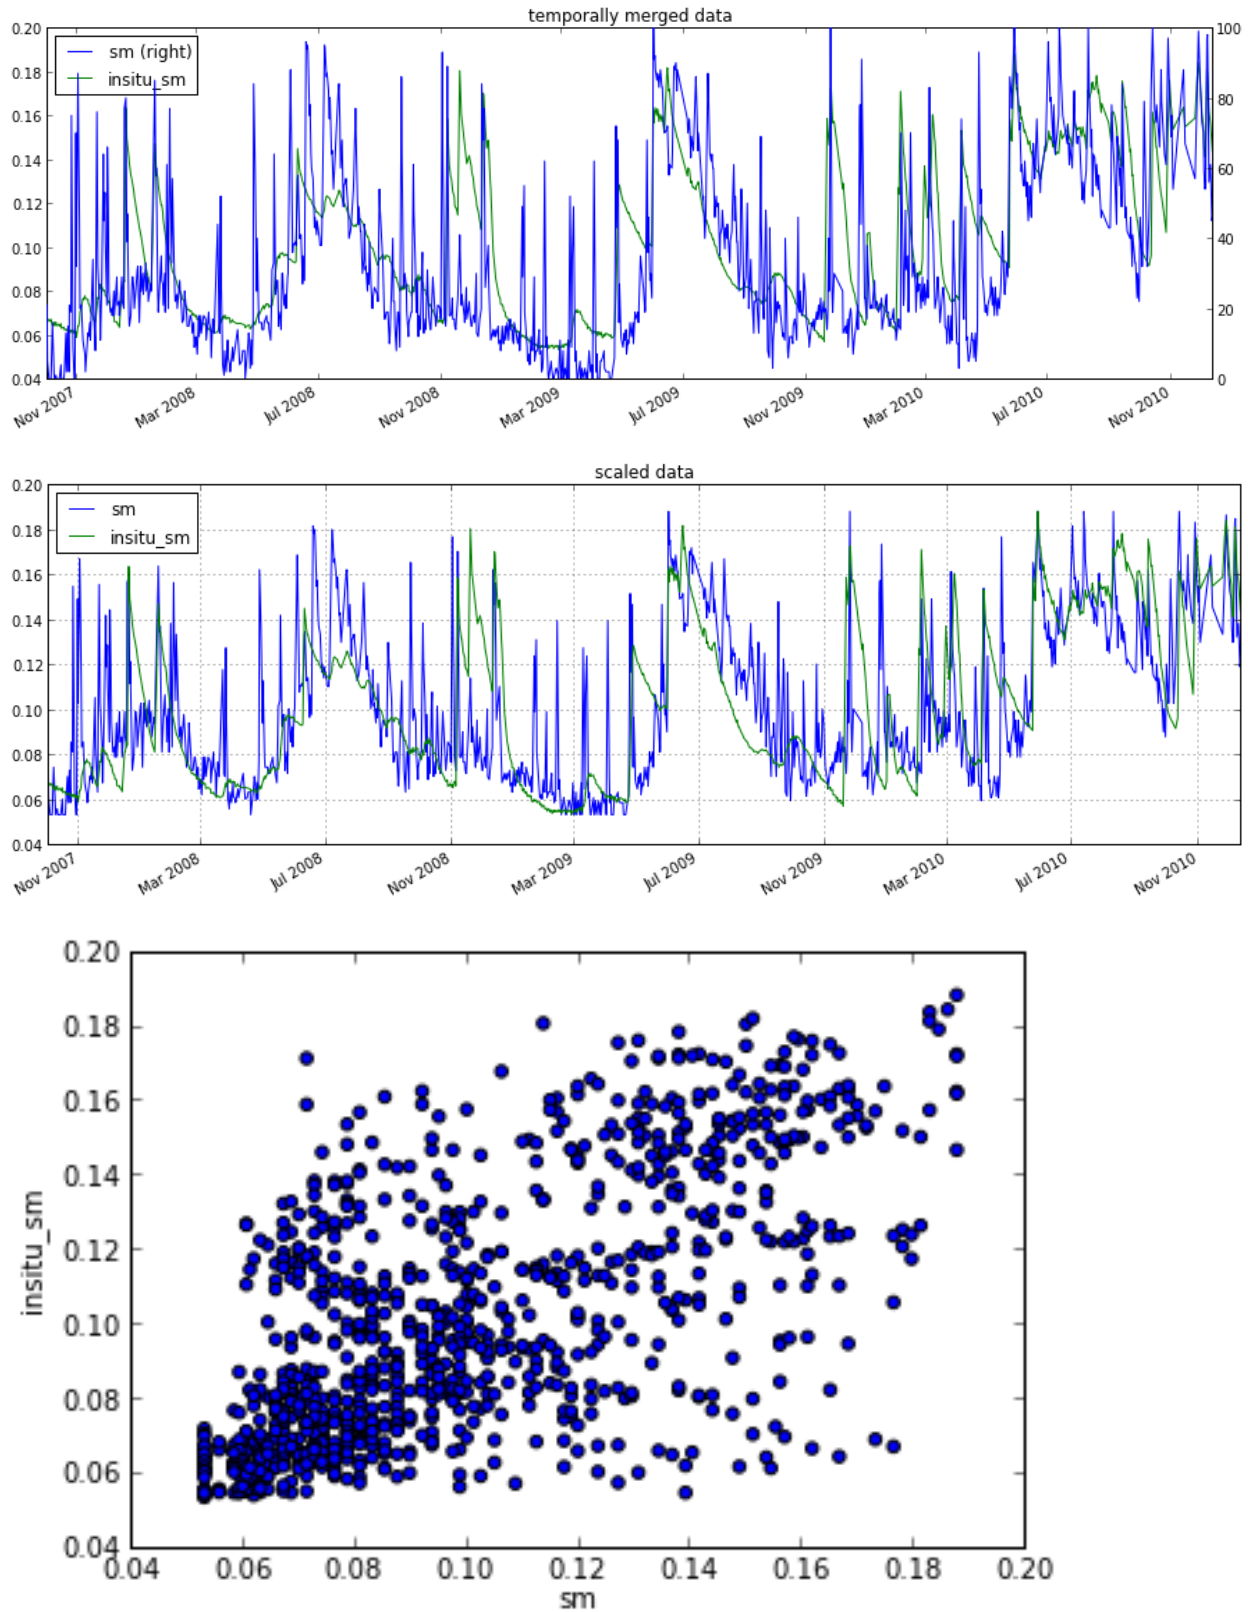 temporally merged data
0.20
0.18
0.16
0.14
0.12
0.10
0.08
0.06
0.04
sm (right)
insitu_sm
100
80
60
40
20
0
Nov 2007
Mar 2008
Jul 2008
Nov 2008
Mar 2009
Jul 2009
Nov 2009
Mar 2010
Jul 2010
Nov 2010
scaled data
0.20
0.18
0.16
0.14
0.12
0.10
0.08
0.06
0.04
sm
insitu_sm
Nov 2007
Mar 2008
Jul 2008
Nov 2008
Mar 2009
Jul 2009
Nov 2009
Mar 2010
Jul 2010
Nov 2010
0.20
0.18
0.16
0.14
0.12
0.10
0.08
0.06
0.04
insitu_sm
0.04 0.06 0.08 0.10 0.12 0.14 0.16 0.18 0.20
sm